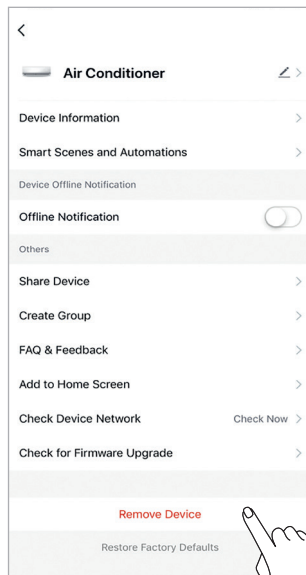 Air Conditioner
Device Information
Smart Scenes and Automations
Device Offline Notification
Offline Notification
Others
Share Device
Create Group
FAQ & Feedback
Add to Home Screen
Check Device Network Check Now
Check for Firmware Upgrade
Remove Device
Restore Factory Defaults